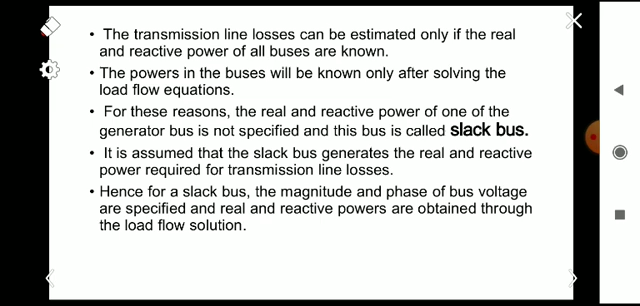 • The transmission line losses can be estimated only if the real
and reactive power of all buses are known.
• The powers in the buses will be known only after solving the
load flow equations.
• For these reasons, the real and reactive power of one of the
generator bus is not specified and this bus is called slack bus.
• It is assumed that the slack bus generates the real and reactive
power required for transmission line losses.
• Hence for a slack bus, the magnitude and phase of bus voltage
are specified and real and reactive powers are obtained through
the load flow solution.